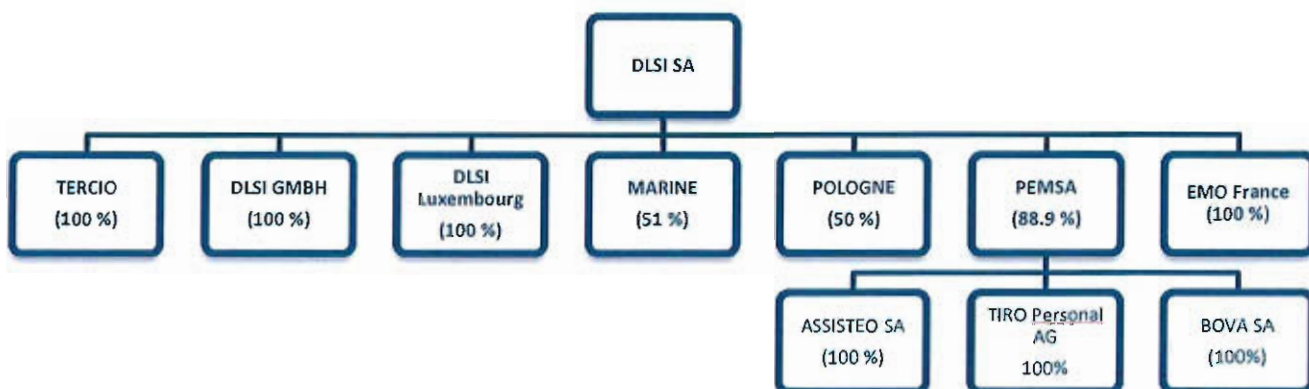 DLSI SA
TERCIO
(100 %)
DLSI GMBH
(100 %)
DLSI
Luxembourg
(100 %)
MARINE
(51 %)
POLOGNE
(50 %)
PEMSA
(88.9 %)
EMO France
(100 %)
ASSISTEO SA
(100 %)
TIRO Personal
AG
100%
BOVA SA
(100%)